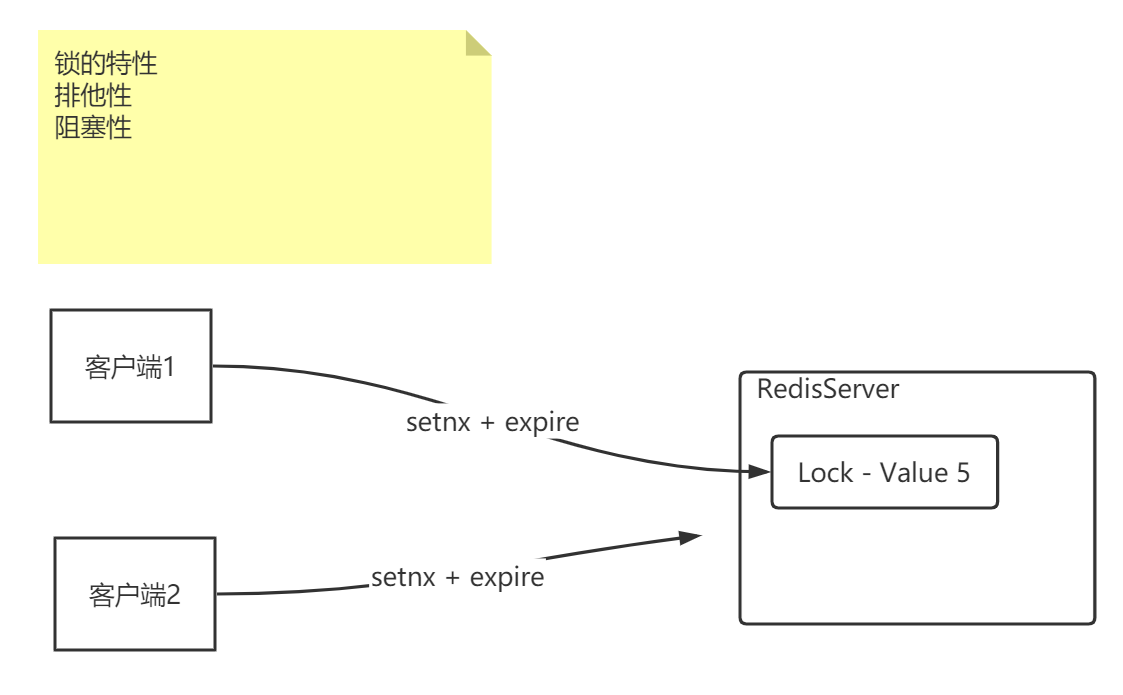 锁的特性
排他性
阻塞性
客户端1
setnx + expire
RedisServer
Lock - Value 5
客户端2
setnx + expire